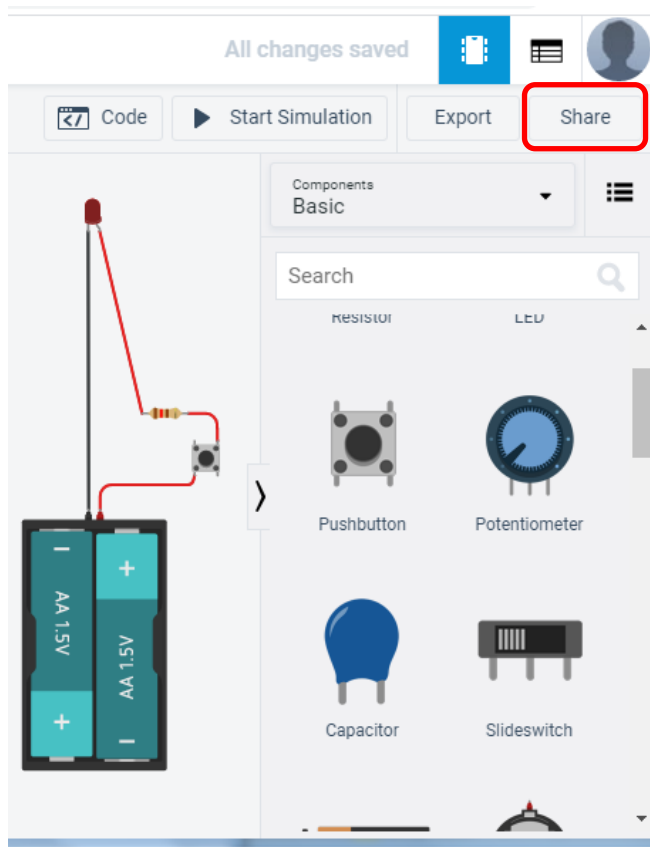 All changes saved
Code
Start Simulation
Export
Share
Components
Basic
Search
Resistor
LED
Pushbutton
Potentiometer
Capacitor
Slideswitch
AA 1.5V
AA 1.5V